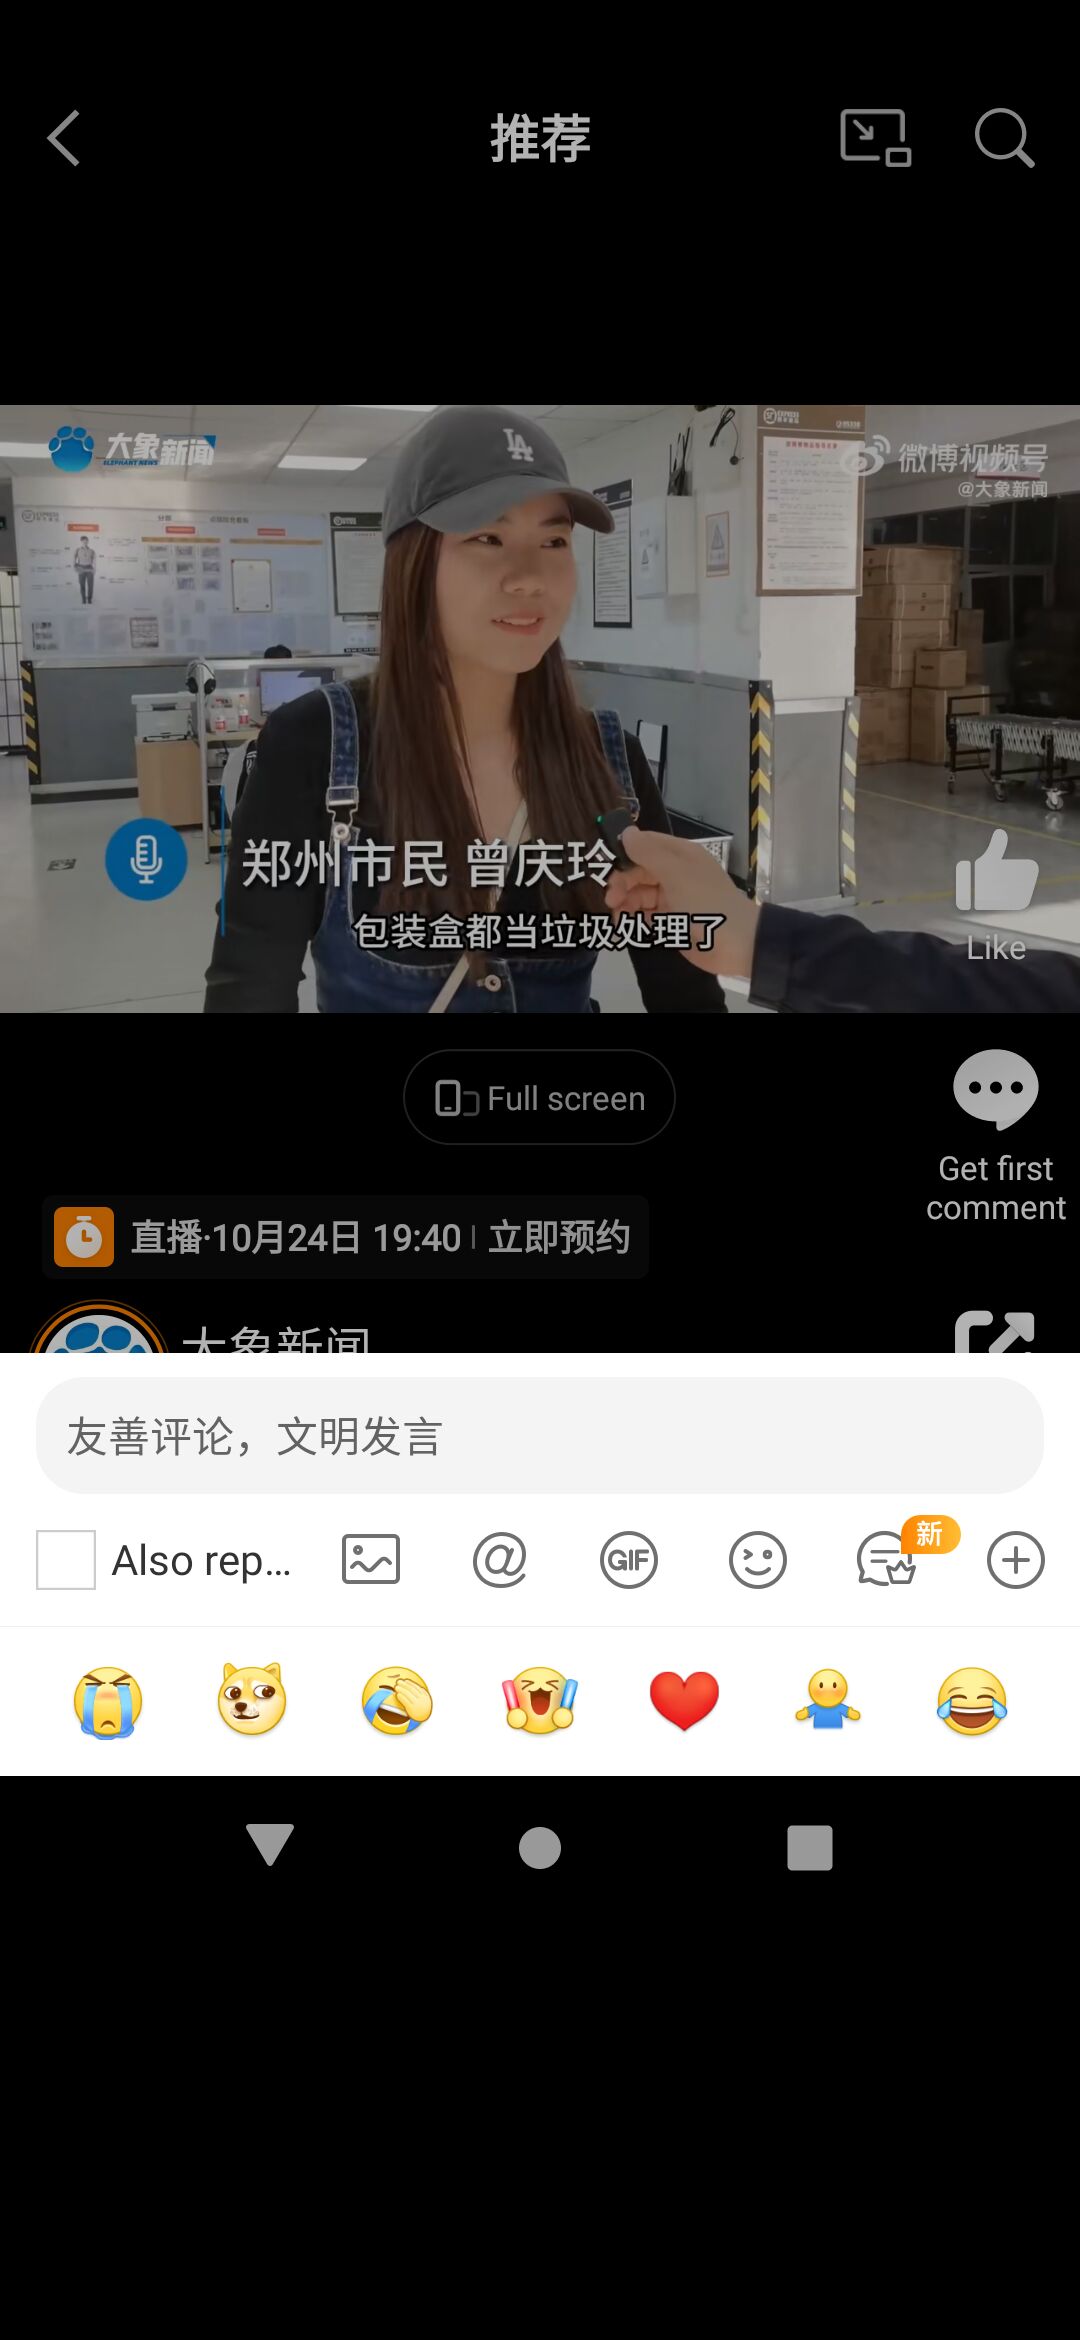 推荐
大象新闻
ELEPHANT NEWS
微博视频号
@大象新闻
LA
郑州市民 曾庆玲
包装盒都当垃圾处理了
Like
Full screen
Get first
comment
直播·10月24日 19:40 | 立即预约
大象新闻
友善评论，文明发言
Also rep...
GIF
新